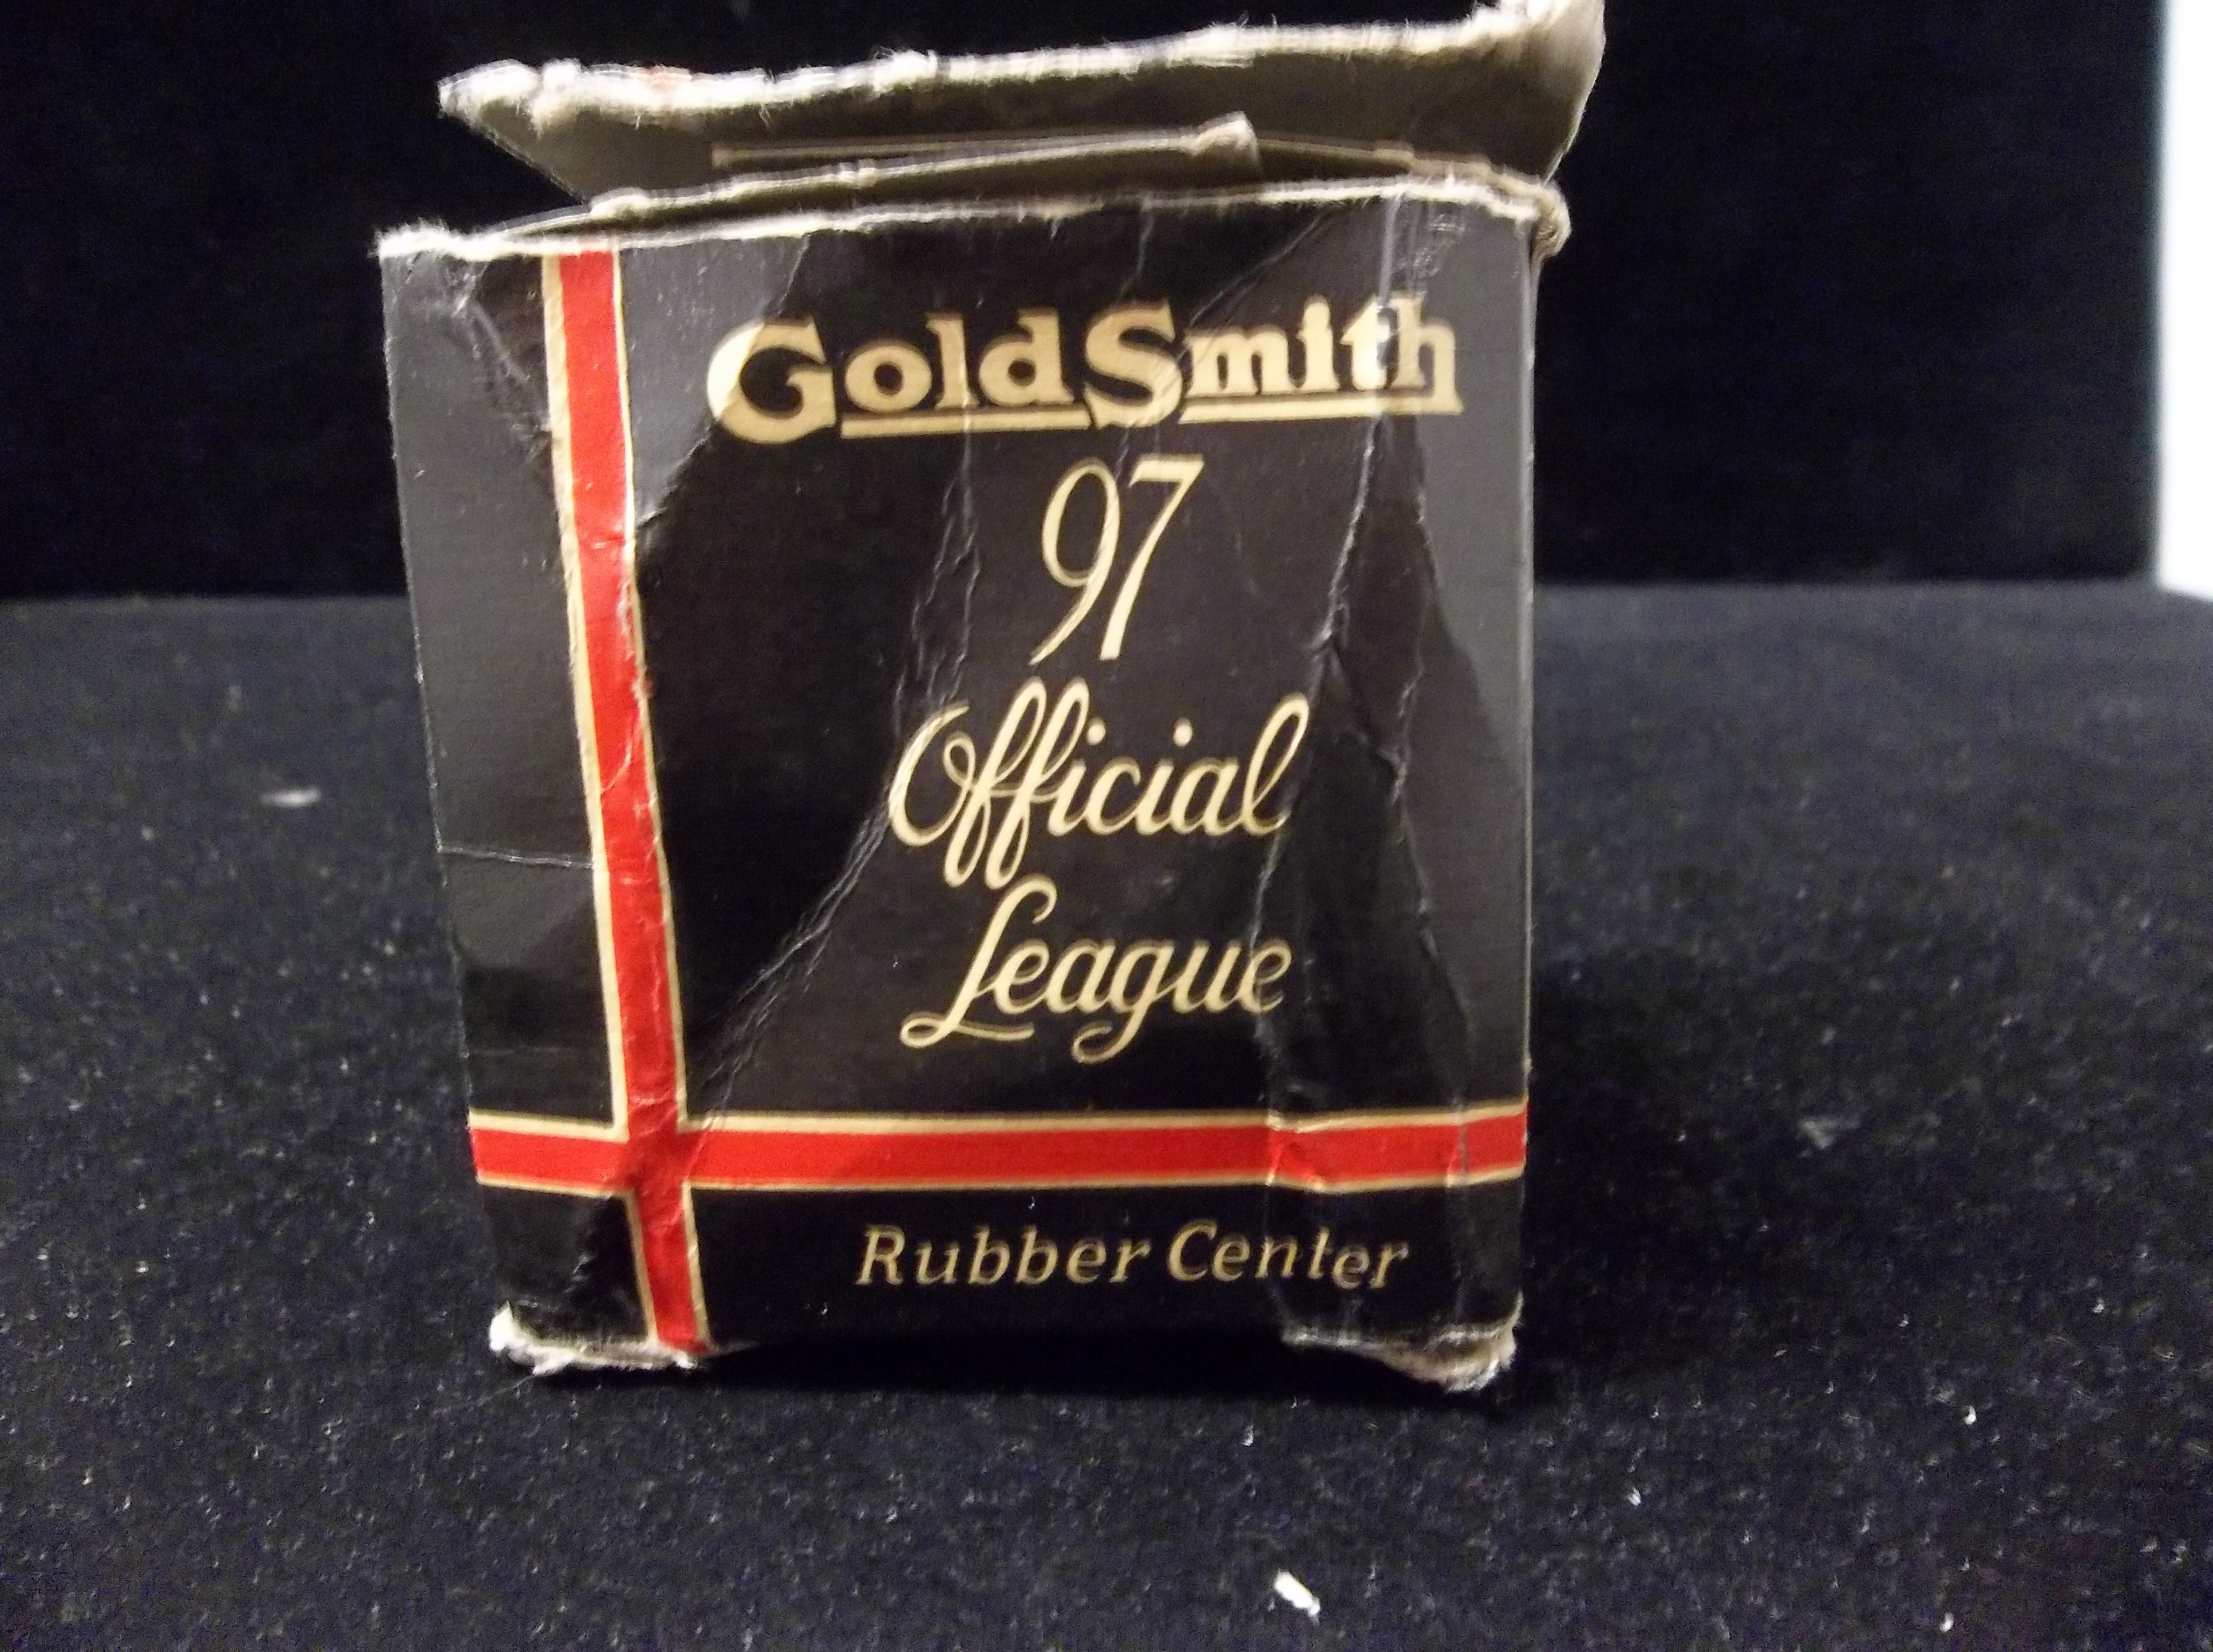 GoldSmith
97
Official
League
Rubber Center